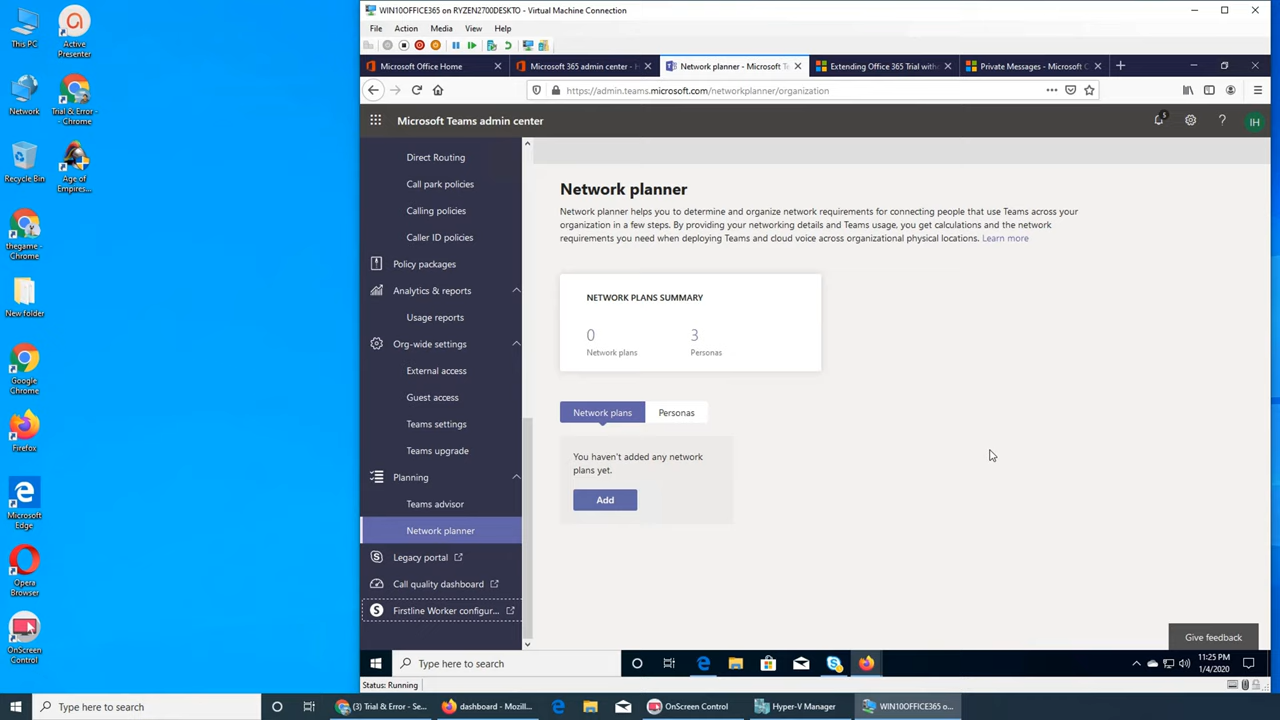 This PC
Active
Presenter
Network
Trial & Error -
Chrome
Recycle Bin
Age of
Empires...
thegame -
Chrome
New folder
Google
Chrome
Firefox
Microsoft
Edge
Opera
Browser
OnScreen
Control
WIN10OFFICE365 on RYZEN2700DESKTO - Virtual Machine Connection
File Action Media View Help
Microsoft Office Home
Microsoft 365 admin center - H
Network planner - Microsoft Te
Extending Office 365 Trial with
Private Messages - Microsoft C
https://admin.teams.microsoft.com/networkplanner/organization
Microsoft Teams admin center
5
IH
Direct Routing
Call park policies
Calling policies
Caller ID policies
Policy packages
Analytics & reports
Usage reports
Org-wide settings
External access
Guest access
Teams settings
Teams upgrade
Planning
Teams advisor
Network planner
Legacy portal
Call quality dashboard
Firstline Worker configur...
Network planner
Network planner helps you to determine and organize network requirements for connecting people that use Teams across your
organization in a few steps. By providing your networking details and Teams usage, you get calculations and the network
requirements you need when deploying Teams and cloud voice across organizational physical locations. Learn more
NETWORK PLANS SUMMARY
0 3
Network plans Personas
Network plans Personas
You haven't added any network
plans yet.
Add
Give feedback
Type here to search
11:25 PM
1/4/2020
Status: Running
Type here to search
(3) Trial & Error - Se...
dashboard - Mozill...
OnScreen Control
Hyper-V Manager
WIN10OFFICE365 o...